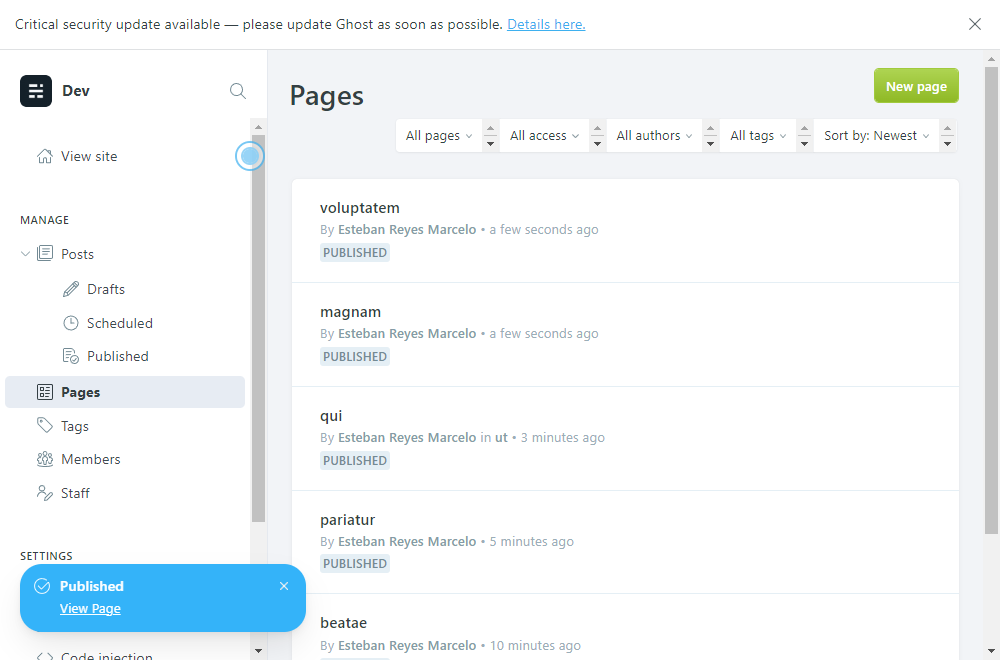 Critical security update available — please update Ghost as soon as possible. Details here.
Dev
View site
MANAGE
Posts
Drafts
Scheduled
Published
Pages
Tags
Members
Staff
SETTINGS
Code injection
Published
View Page
Pages
New page
All pages
All access
All authors
All tags
Sort by: Newest
voluptatem
By Esteban Reyes Marcelo • a few seconds ago
PUBLISHED
magnam
By Esteban Reyes Marcelo • a few seconds ago
PUBLISHED
qui
By Esteban Reyes Marcelo in ut • 3 minutes ago
PUBLISHED
pariatur
By Esteban Reyes Marcelo • 5 minutes ago
PUBLISHED
beatae
By Esteban Reyes Marcelo • 10 minutes ago